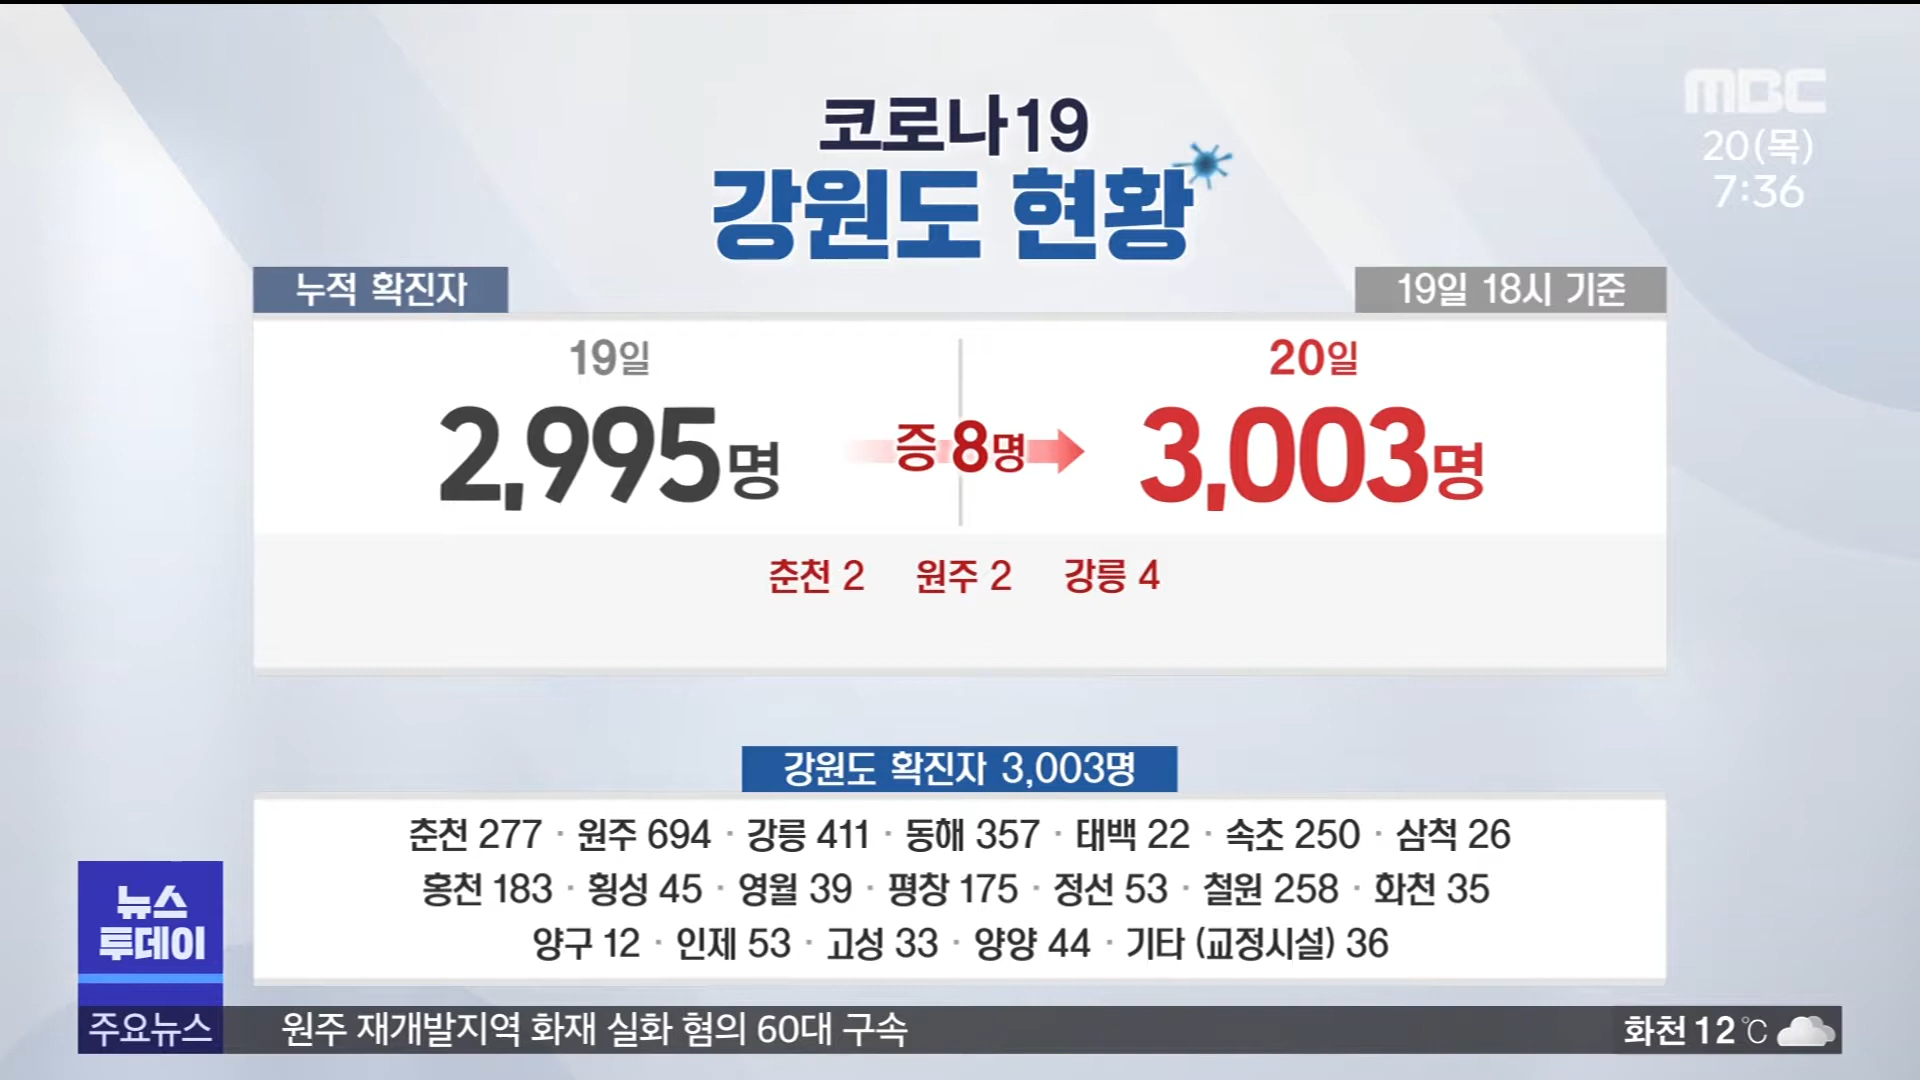 코로나19
강원도 현황
MBC
20(목)
7:36
누적 확진자
19일 18시 기준
19일
20일
2,995명
증 8명
3,003명
춘천 2 원주 2 강릉 4
강원도 확진자 3,003명
춘천 277 · 원주 694 · 강릉 411 · 동해 357 · 태백 22 · 속초 250 · 삼척 26
홍천 183 · 횡성 45 · 영월 39 · 평창 175 · 정선 53 · 철원 258 · 화천 35
양구 12 · 인제 53 · 고성 33 · 양양 44 · 기타 (교정시설) 36
뉴스
투데이
주요뉴스
원주 재개발지역 화재 실화 혐의 60대 구속
화천 12℃